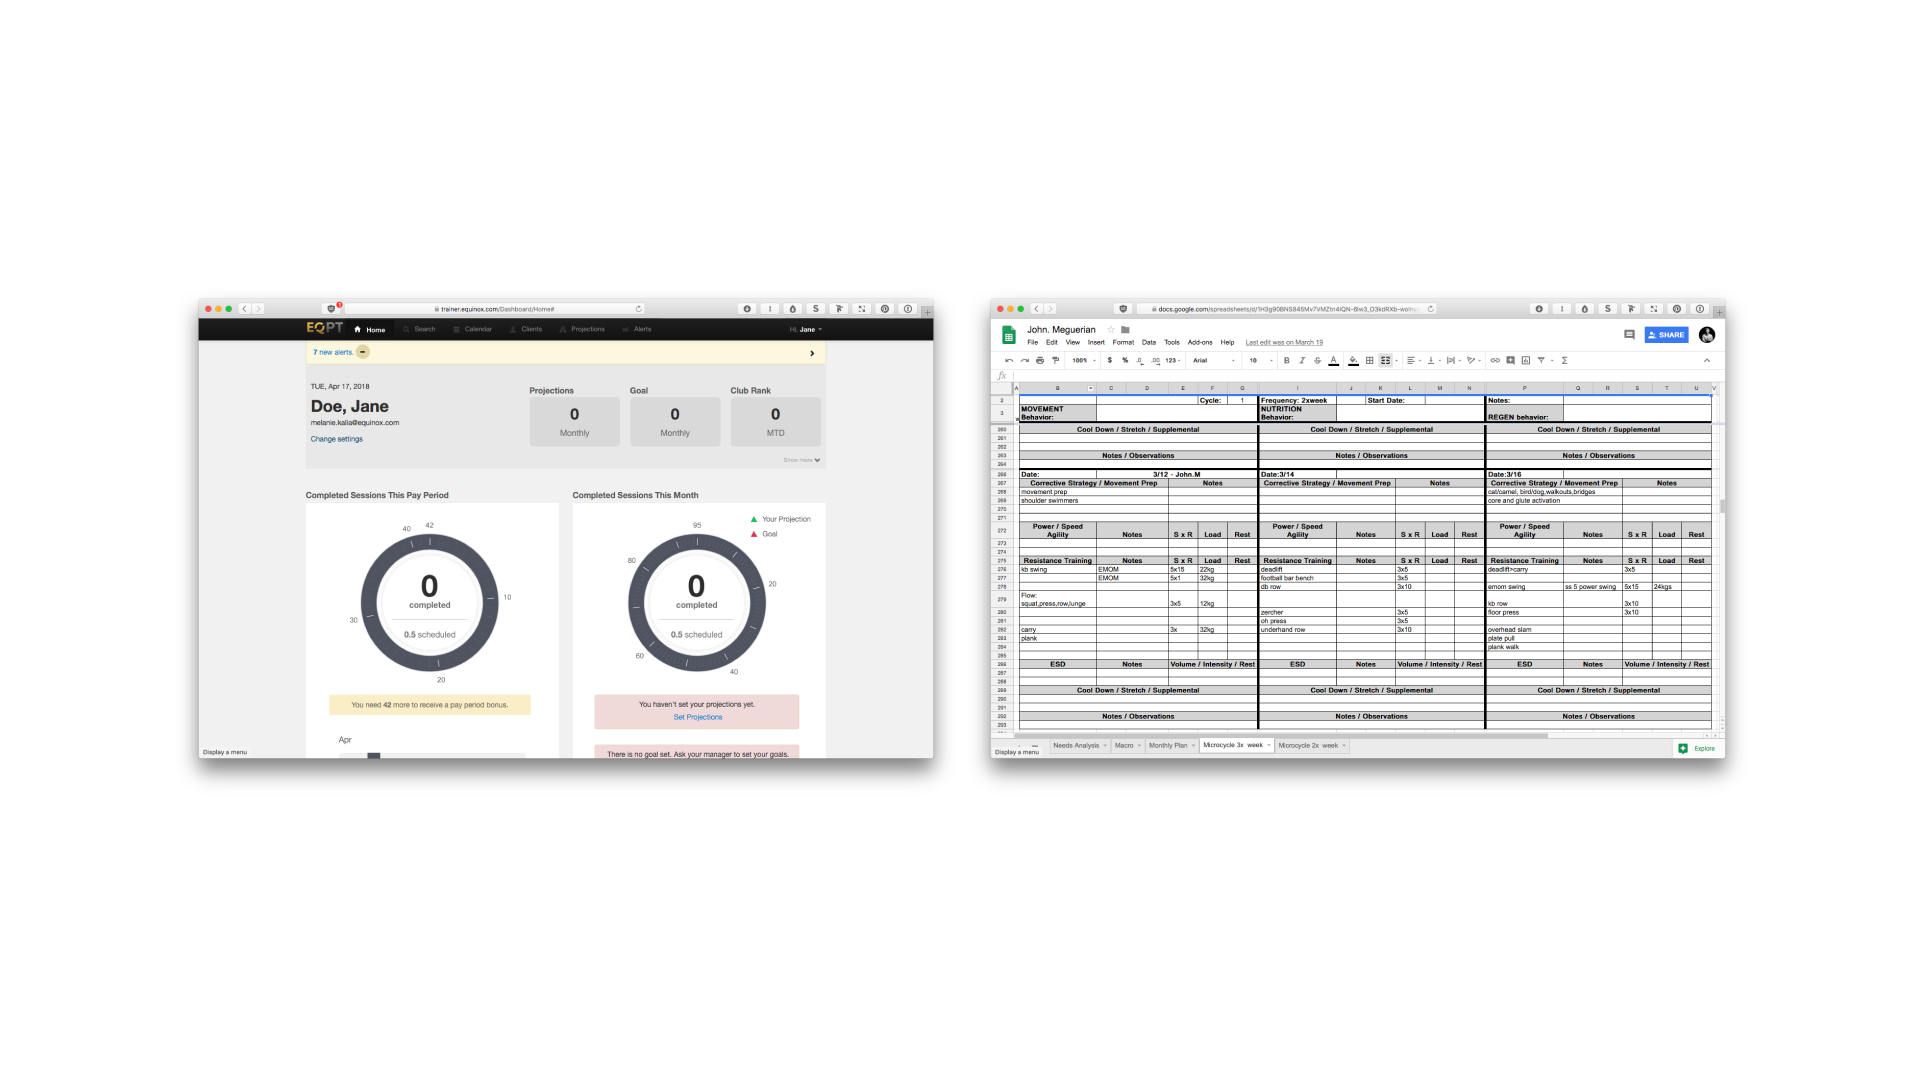 trainer.equinox.com/Dashboard/Home#
EQPT Home Search Calendar Clients Projections Alerts Hi, Jane
7 new alerts.
TUE, Apr 17, 2018
Doe, Jane
melanie.kalia@equinox.com
Change settings
Projections Goal Club Rank
0 0 0
Monthly Monthly MTD
Show more
Completed Sessions This Pay Period
40 42
10
20
30
0
completed
0.5 scheduled
You need 42 more to receive a pay period bonus.
Apr
Completed Sessions This Month
Your Projection
Goal
95
80
20
60
40
0
completed
0.5 scheduled
You haven't set your projections yet.
Set Projections
There is no goal set. Ask your manager to set your goals.
Display a menu
John. Meguerian
File Edit View Insert Format Data Tools Add-ons Help Last edit was on March 19
SHARE
100% $ % .0 .00 123 Arial 10 B I S A
fx
A B C D E F G I J K L M N P Q R S T U V
2 Cycle: 1 Frequency: 2xweek Start Date: Notes:
3 MOVEMENT Behavior: NUTRITION Behavior: REGEN behavior:
260 Cool Down / Stretch / Supplemental Cool Down / Stretch / Supplemental Cool Down / Stretch / Supplemental
261
262
263 Notes / Observations Notes / Observations Notes / Observations
264
266 Date: 3/12 - John.M Date:3/14 Date:3/16
267 Corrective Strategy / Movement Prep Notes Corrective Strategy / Movement Prep Notes Corrective Strategy / Movement Prep Notes
268 movement prep cat/camel, bird/dog,walkouts,bridges
269 shoulder swimmers core and glute activation
270
271
272 Power / Speed Agility Notes S x R Load Rest Power / Speed Agility Notes S x R Load Rest Power / Speed Agility Notes S x R Load Rest
273
274
275 Resistance Training Notes S x R Load Rest Resistance Training Notes S x R Load Rest Resistance Training Notes S x R Load Rest
276 kb swing EMOM 5x15 22kg deadlift 3x5 deadlift>carry 3x5
277 EMOM 5x1 32kg football bar bench 3x5
278 db row 3x10 emom swing ss 5 power swing 5x15 24kgs
279 Flow: squat,press,row,lunge 3x5 12kg kb row 3x10
280 zercher 3x5 floor press 3x10
281 oh press 3x5
282 carry 3x 32kg underhand row 3x10 overhead slam
283 plank plate pull
284 plank walk
285
286 ESD Notes Volume / Intensity / Rest ESD Notes Volume / Intensity / Rest ESD Notes Volume / Intensity / Rest
287
288
289 Cool Down / Stretch / Supplemental Cool Down / Stretch / Supplemental Cool Down / Stretch / Supplemental
290
291
292 Notes / Observations Notes / Observations Notes / Observations
293
Needs Analysis Macro Monthly Plan Microcycle 3x week Microcycle 2x week Explore
Display a menu